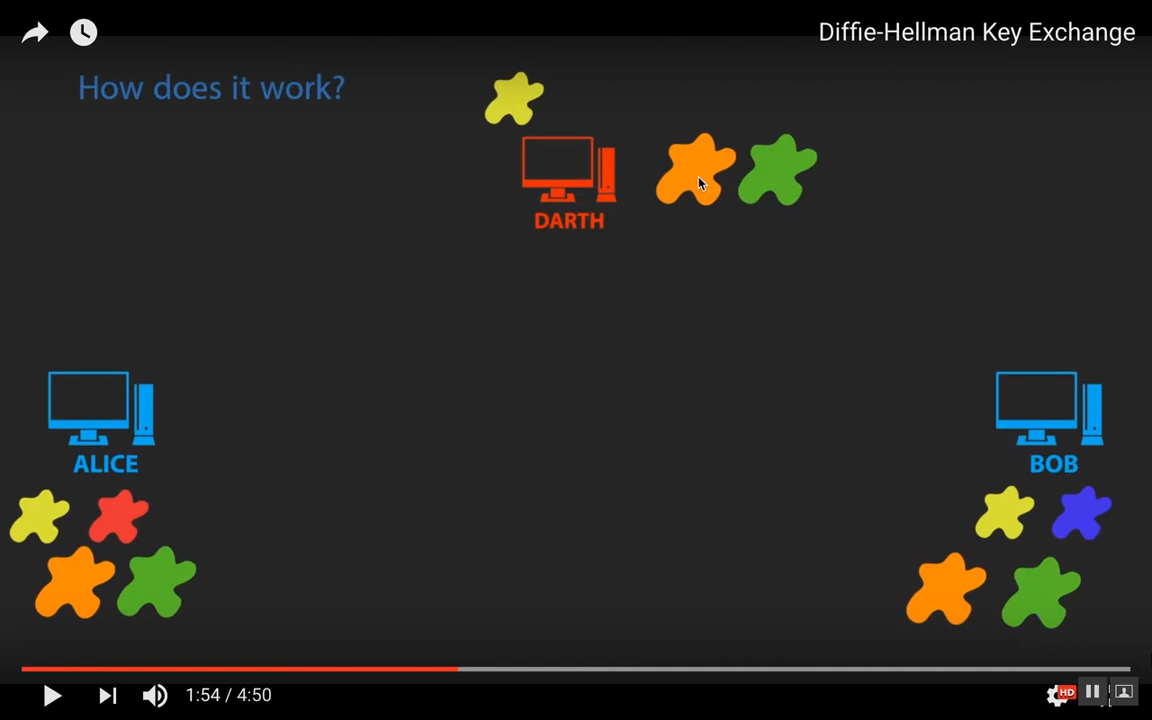 Diffie-Hellman Key Exchange
How does it work?
DARTH
ALICE
BOB
1:54 / 4:50
HD